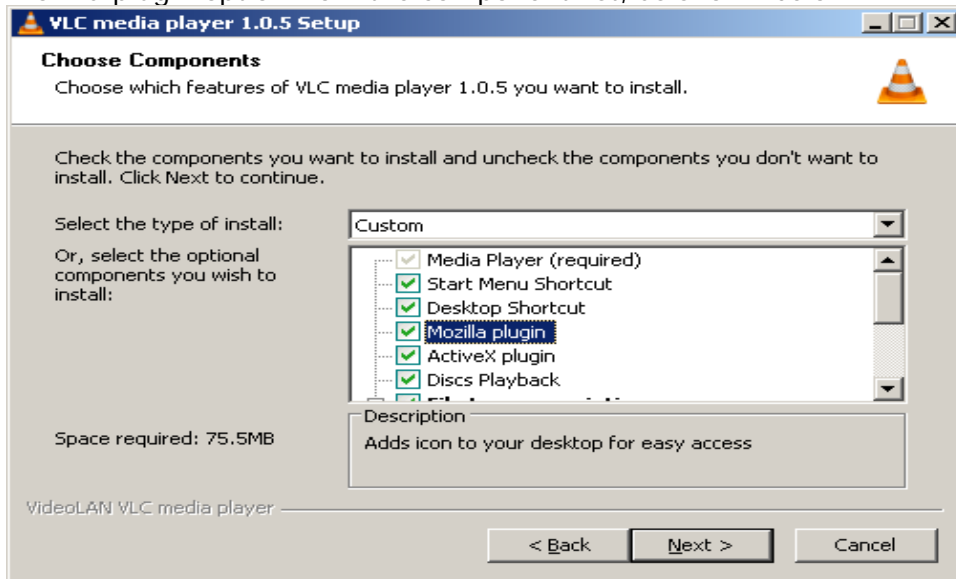 VLC media player 1.0.5 Setup
Choose Components
Choose which features of VLC media player 1.0.5 you want to install.
Check the components you want to install and uncheck the components you don't want to
install. Click Next to continue.
Select the type of install:
Custom
Or, select the optional
components you wish to
install:
Media Player (required)
Start Menu Shortcut
Desktop Shortcut
Mozilla plugin
ActiveX plugin
Discs Playback
Description
Space required: 75.5MB
Adds icon to your desktop for easy access
VideoLAN VLC media player
< Back
Next >
Cancel